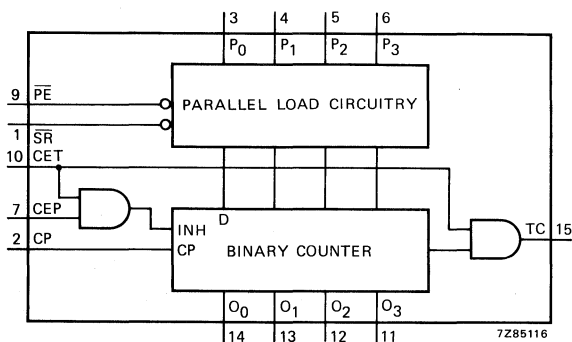 3 4 5 6
P0 P1 P2 P3
9 PE
PARALLEL LOAD CIRCUITRY
1 SR
10 CET
D
7 CEP
INH
TC 15
2 CP
CP BINARY COUNTER
O0 O1 O2 O3
14 13 12 11
7Z85116